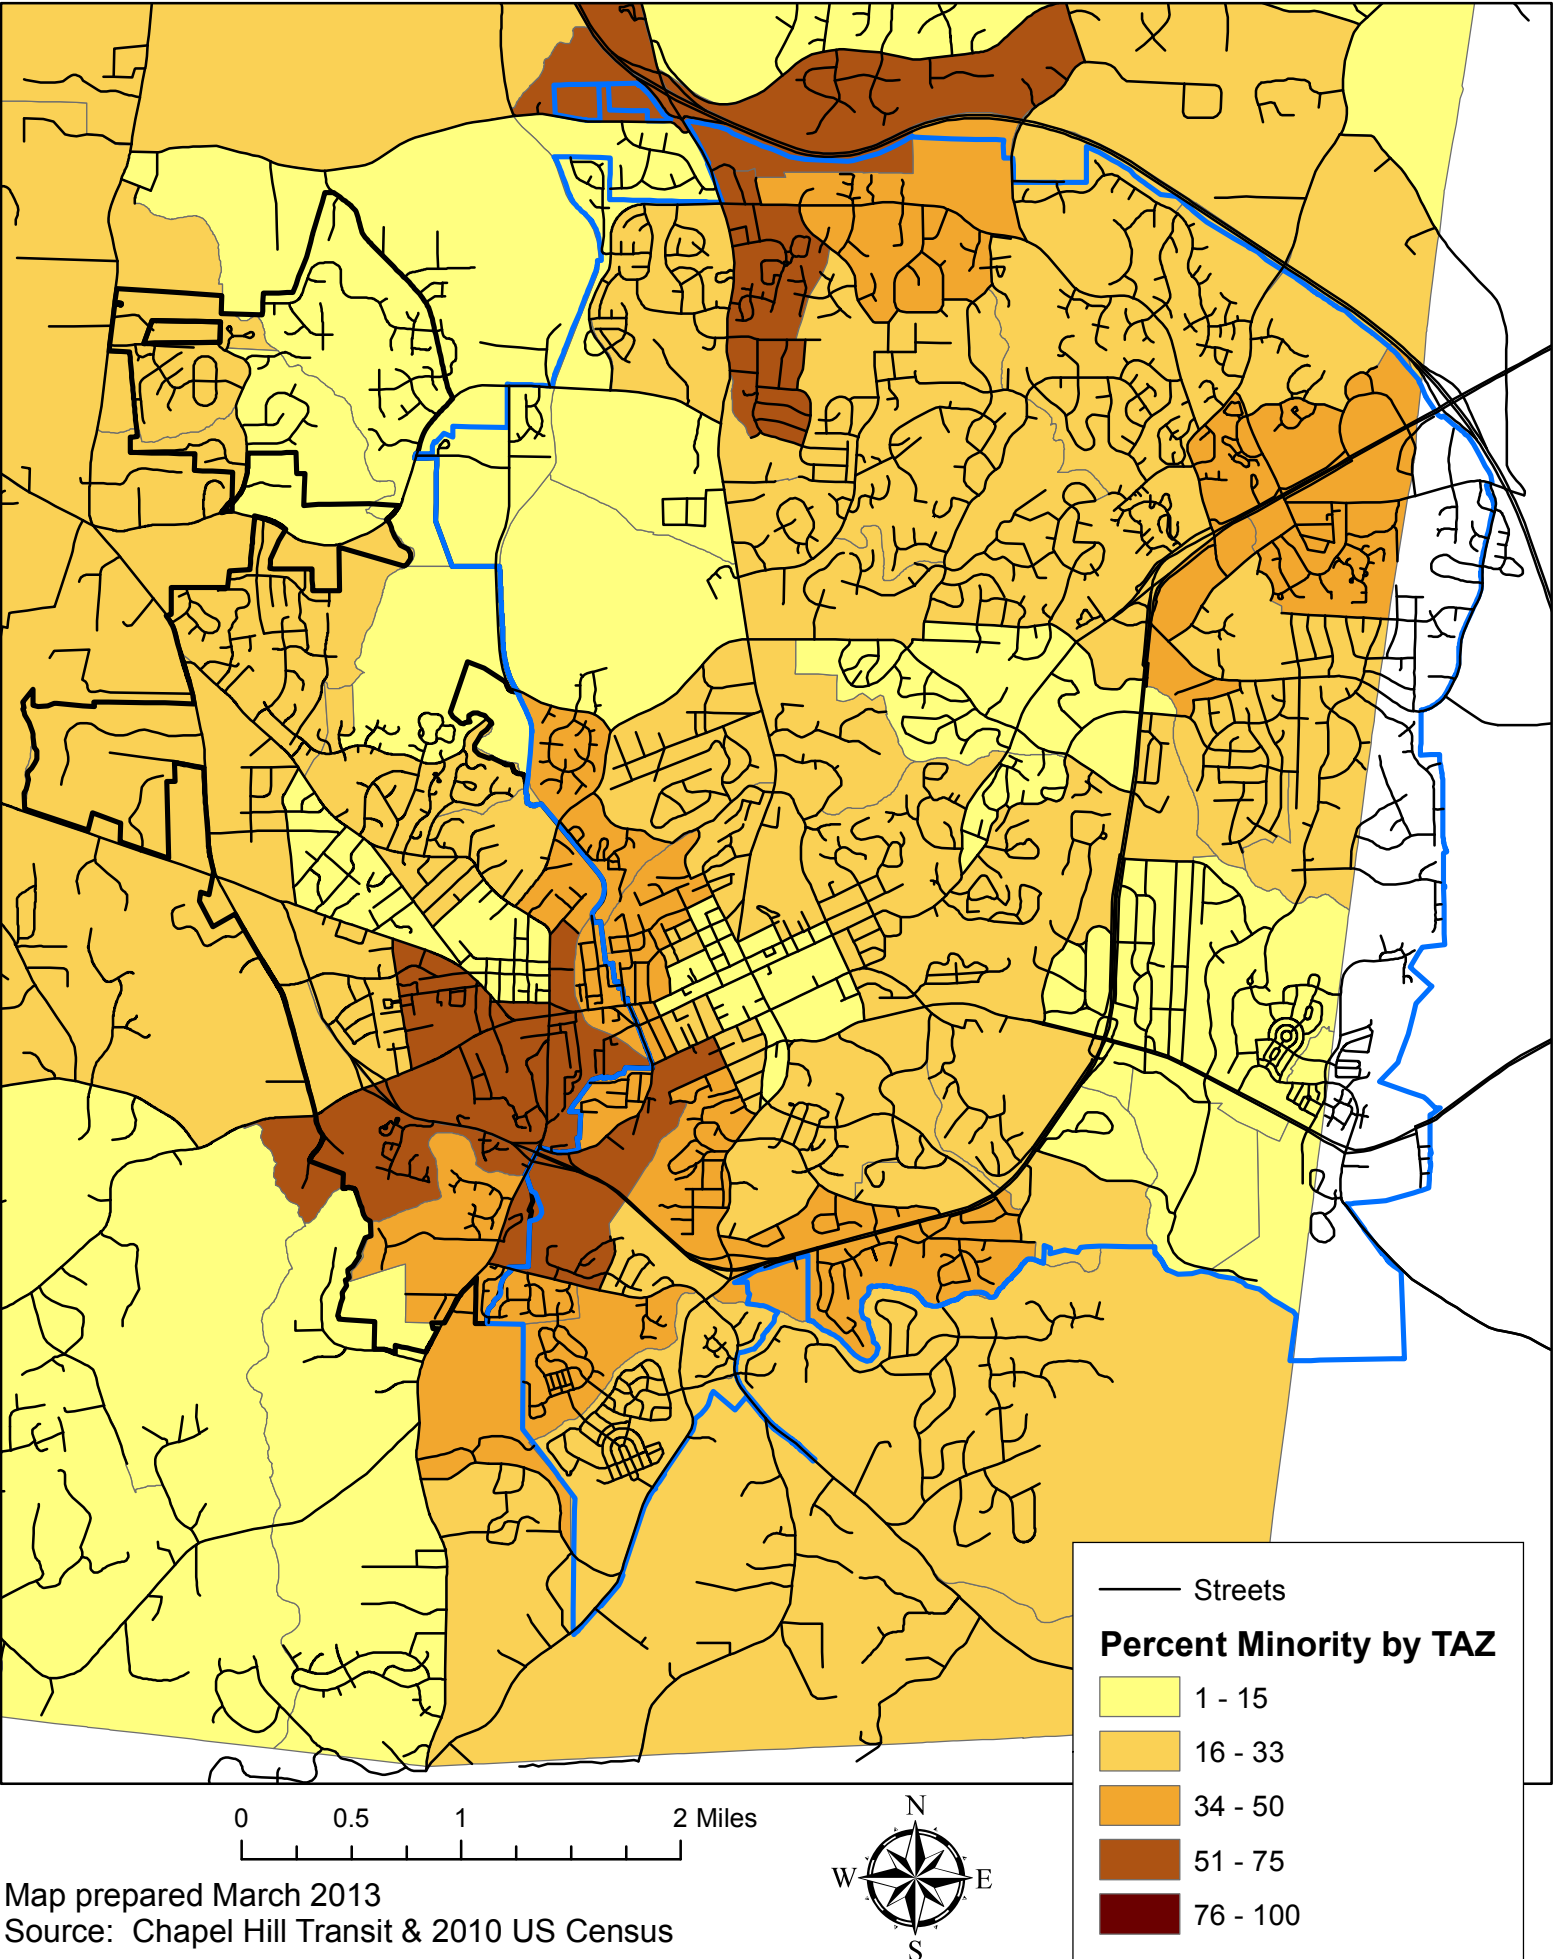 Streets
Percent Minority by TAZ
1 - 15
16 - 33
34 - 50
51 - 75
76 - 100
0 0.5 1 2 Miles
N
W E
S
Map prepared March 2013
Source: Chapel Hill Transit & 2010 US Census